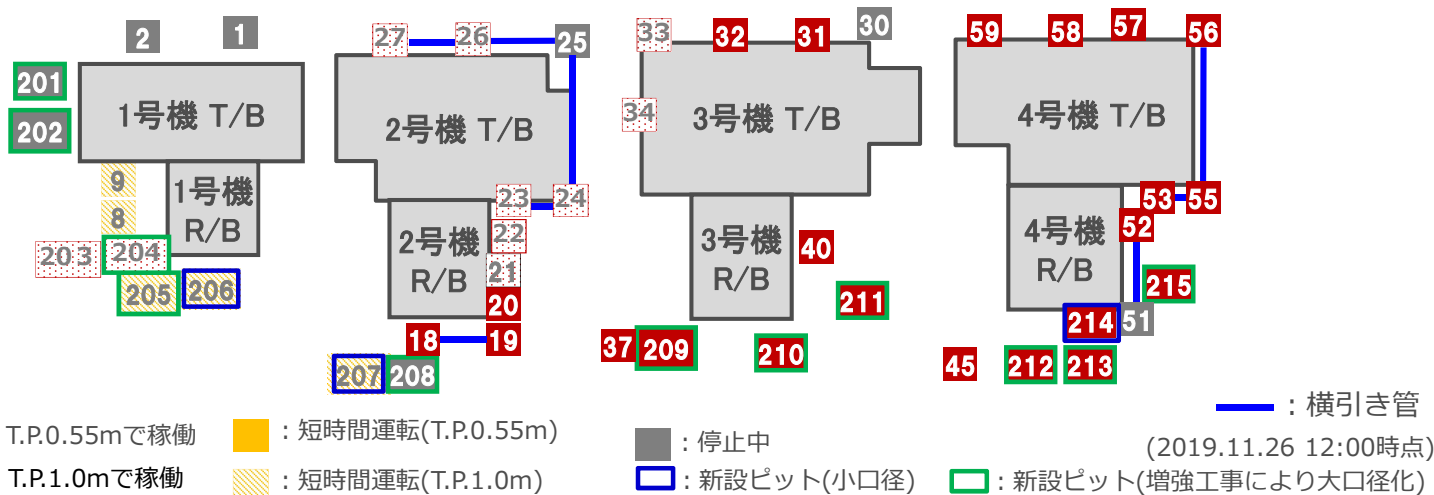 2 1
201
202
1号機 T/B
9
8
1号機
R/B
203 204
205 206
27 26 25
2号機 T/B
23 24
22
21
2号機
R/B
20
18 19
207 208
33 32 31 30
34
3号機 T/B
3号機
R/B
40
211
37 209 210
59 58 57 56
4号機 T/B
53 55
52
4号機
R/B
215
214 51
45 212 213
:横引き管
T.P.0.55mで稼働 :短時間運転(T.P.0.55m) :停止中 (2019.11.26 12:00時点)
T.P.1.0mで稼働 :短時間運転(T.P.1.0m) :新設ピット(小口径) :新設ピット(増強工事により大口径化)